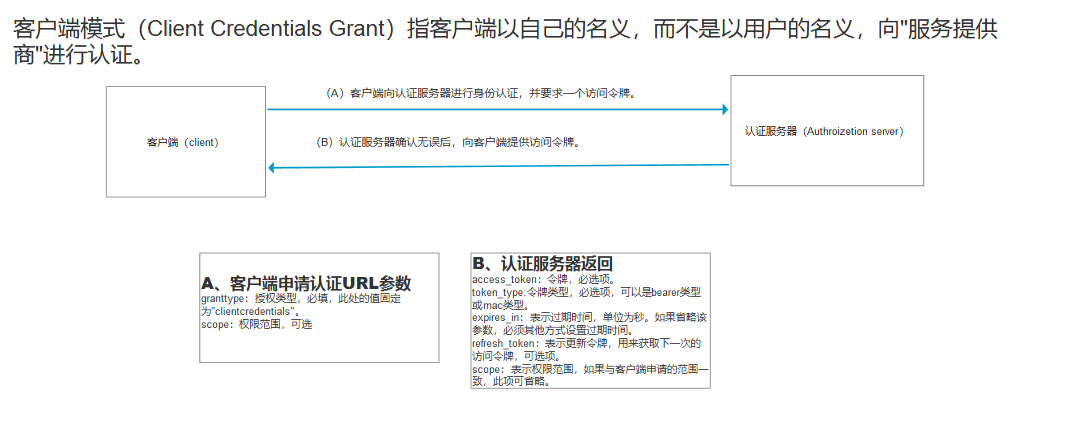 客户端模式（Client Credentials Grant）指客户端以自己的名义，而不是以用户的名义，向"服务提供
商"进行认证。
（A）客户端向认证服务器进行身份认证，并要求一个访问令牌。
客户端（client）
认证服务器（Authroizetion server）
（B）认证服务器确认无误后，向客户端提供访问令牌。
A、客户端申请认证URL参数
granttype：授权类型，必填，此处的值固定
为"clientcredentials"。
scope：权限范围，可选
B、认证服务器返回
access_token：令牌，必选项。
token_type:令牌类型，必选项，可以是bearer类型
或mac类型。
expires_in：表示过期时间，单位为秒。如果省略该
参数，必须其他方式设置过期时间。
refresh_token：表示更新令牌，用来获取下一次的
访问令牌，可选项。
scope：表示权限范围，如果与客户端申请的范围一
致，此项可省略。